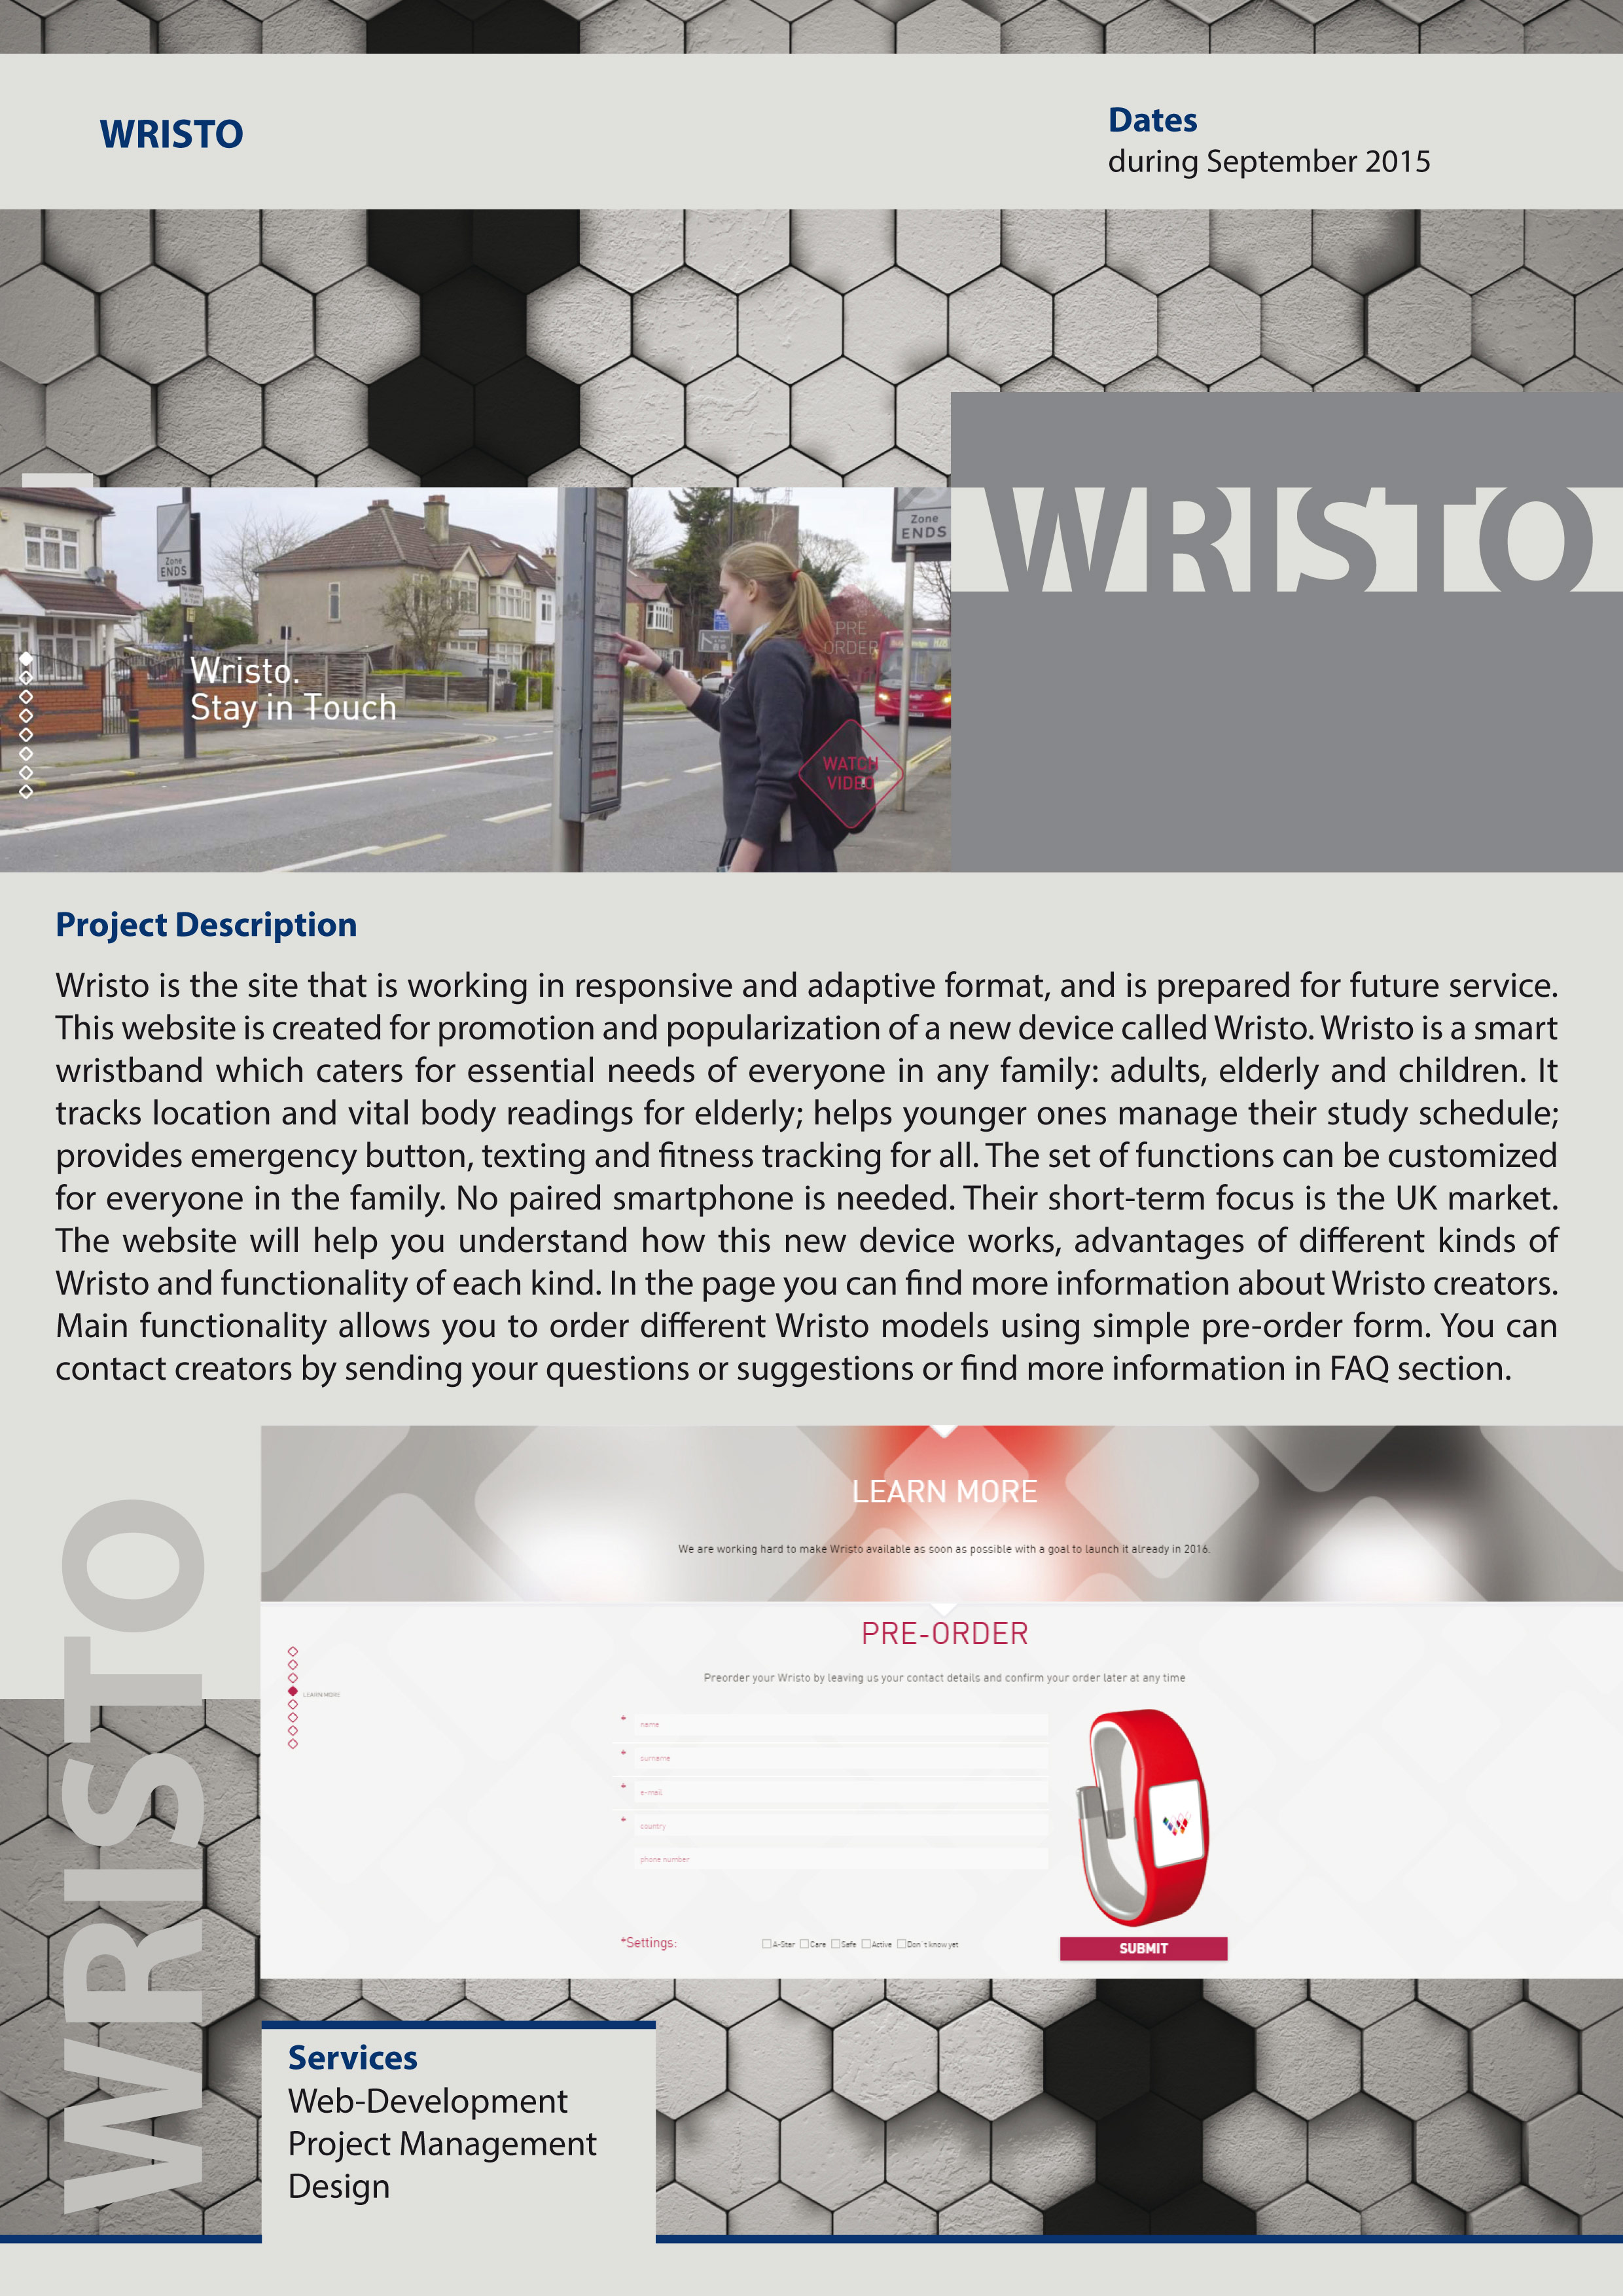 WRISTO
Dates
during September 2015
WRISTO
Zone
ENDS
Zone
ENDS
PRE
ORDER
Wristo.
Stay in Touch
WATCH
VIDEO
Project Description
Wristo is the site that is working in responsive and adaptive format, and is prepared for future service.
This website is created for promotion and popularization of a new device called Wristo. Wristo is a smart
wristband which caters for essential needs of everyone in any family: adults, elderly and children. It
tracks location and vital body readings for elderly; helps younger ones manage their study schedule;
provides emergency button, texting and fitness tracking for all. The set of functions can be customized
for everyone in the family. No paired smartphone is needed. Their short-term focus is the UK market.
The website will help you understand how this new device works, advantages of different kinds of
Wristo and functionality of each kind. In the page you can find more information about Wristo creators.
Main functionality allows you to order different Wristo models using simple pre-order form. You can
contact creators by sending your questions or suggestions or find more information in FAQ section.
LEARN MORE
We are working hard to make Wristo available as soon as possible with a goal to launch it already in 2016.
PRE-ORDER
Preorder your Wristo by leaving us your contact details and confirm your order later at any time
LEARN MORE
* name
* surname
* e-mail
* country
phone number
*Settings: A-Star Care Safe Active Don't know yet
SUBMIT
WRISTO
Services
Web-Development
Project Management
Design